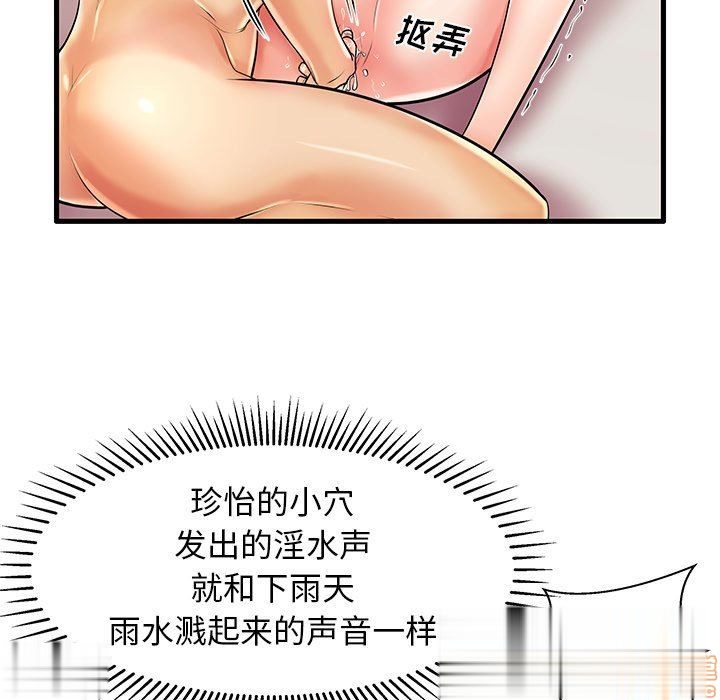 抠弄
珍怡的小穴
发出的淫水声
就和下雨天
雨水溅起来的声音一样